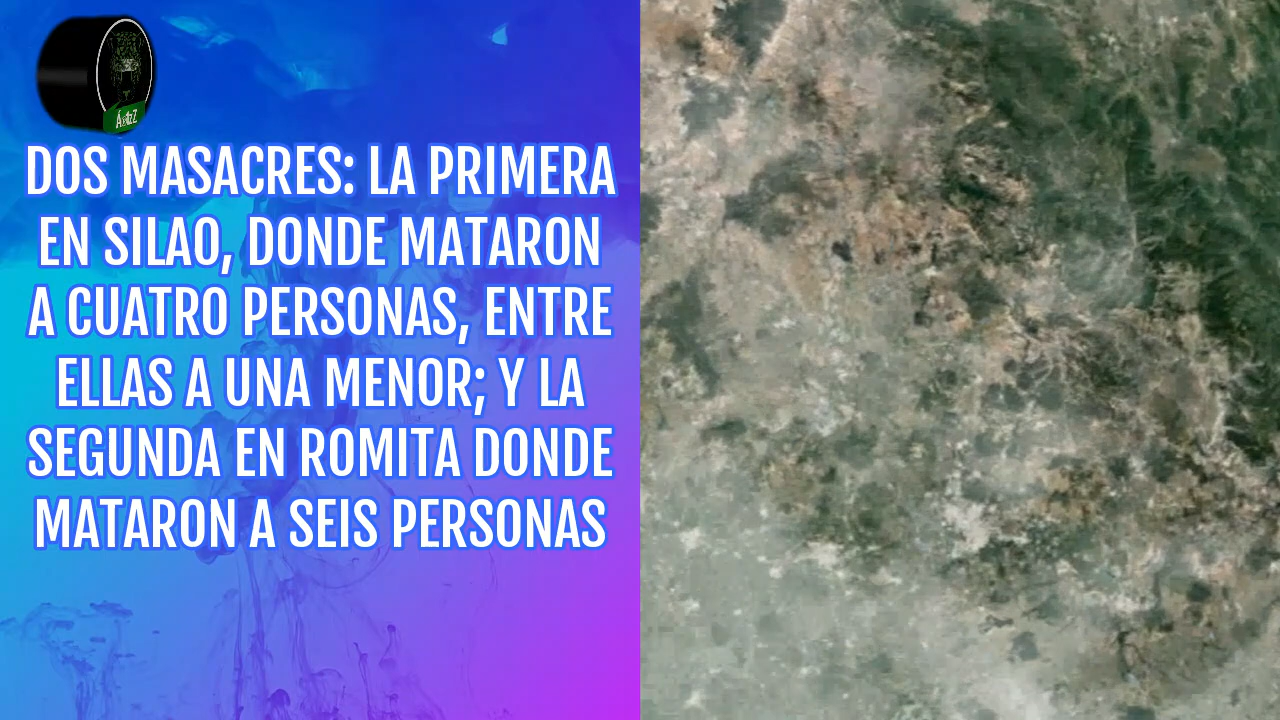 DOS MASACRES: LA PRIMERA
EN SILAO, DONDE MATARON
A CUATRO PERSONAS, ENTRE
ELLAS A UNA MENOR; Y LA
SEGUNDA EN ROMITA DONDE
MATARON A SEIS PERSONAS